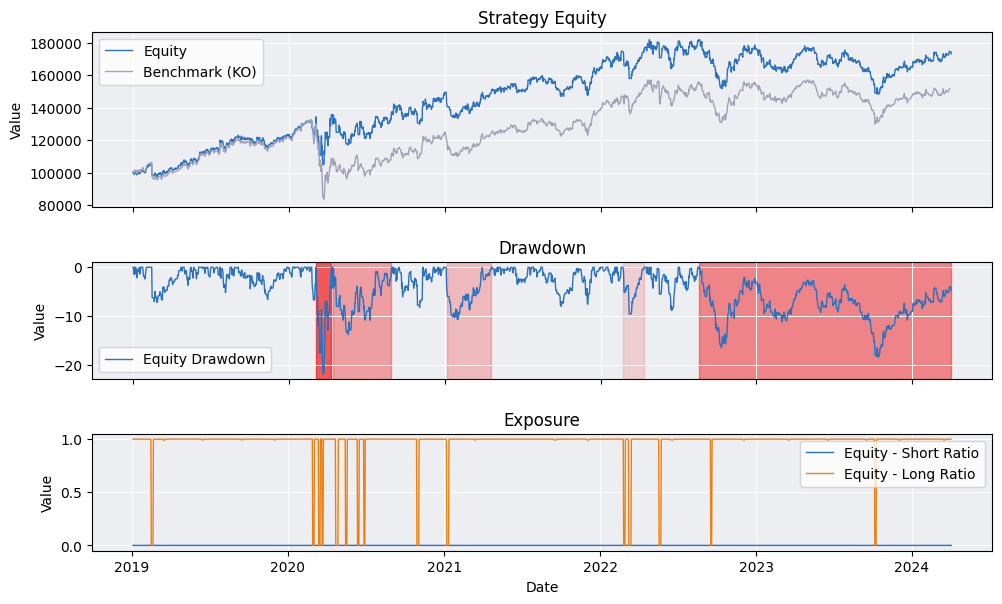 Strategy Equity
180000
160000
140000
120000
100000
80000
Value
Equity
Benchmark (KO)
Drawdown
0
−10
−20
Value
Equity Drawdown
Exposure
1.0
0.5
0.0
Value
Equity - Short Ratio
Equity - Long Ratio
2019 2020 2021 2022 2023 2024
Date